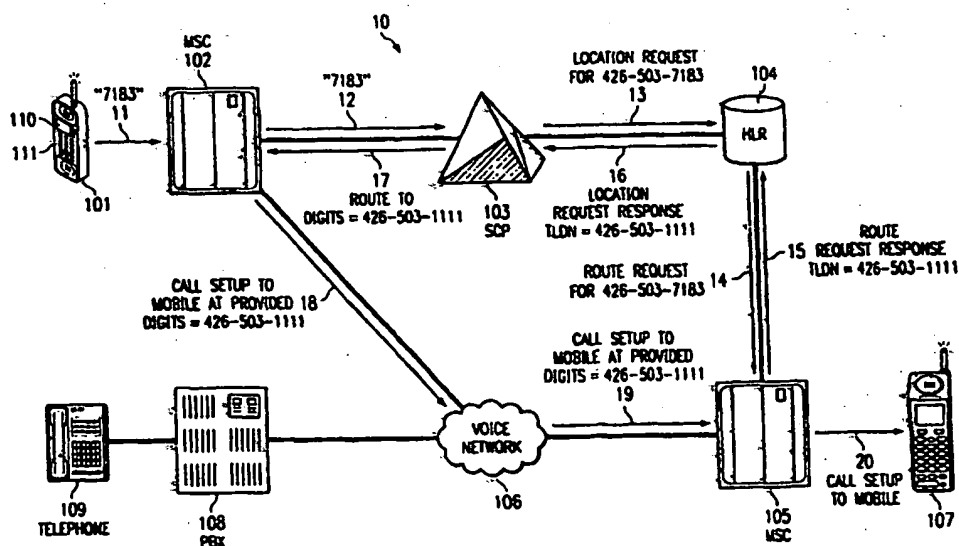 10
MSC
102
110
111
"7183"
11
101
"7183"
12
17
ROUTE TO
DIGITS = 426-503-1111
103
SCP
LOCATION REQUEST
FOR 426-503-7183
13
16
LOCATION
REQUEST RESPONSE
TLDN = 426-503-1111
104
HLR
ROUTE REQUEST
FOR 426-503-7183
14
ROUTE
15 REQUEST RESPONSE
TLDN = 426-503-1111
CALL SETUP TO
MOBILE AT PROVIDED 18
DIGITS = 426-503-1111
CALL SETUP TO
MOBILE AT PROVIDED
DIGITS = 426-503-1111
19
109
TELEPHONE
108
PBX
VOICE
NETWORK
106
105
MSC
20
CALL SETUP
TO MOBILE
107